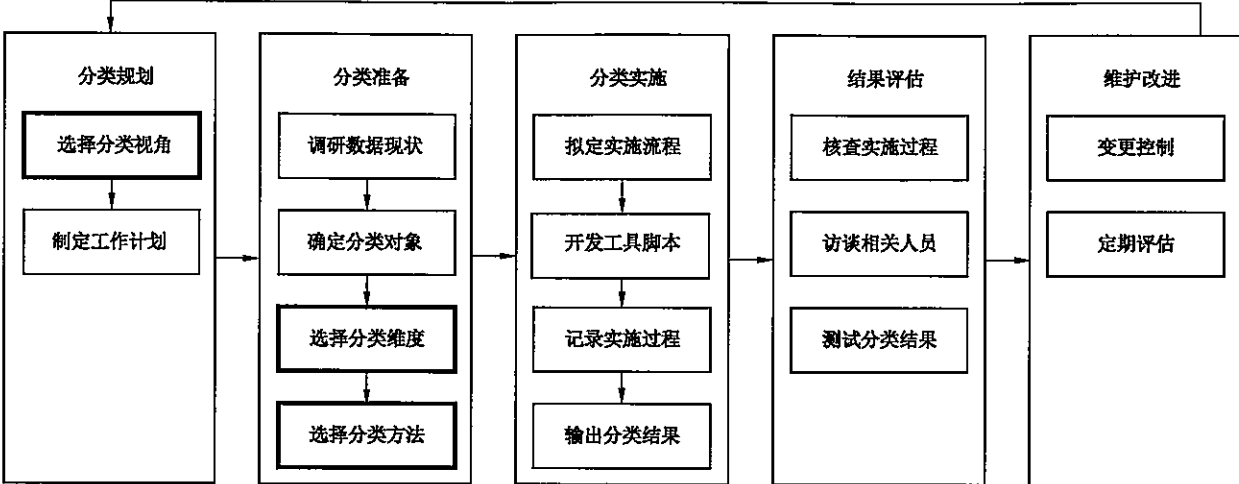 分类规划
选择分类视角
制定工作计划
分类准备
调研数据现状
确定分类对象
选择分类维度
选择分类方法
分类实施
拟定实施流程
开发工具脚本
记录实施过程
输出分类结果
结果评估
核查实施过程
访谈相关人员
测试分类结果
维护改进
变更控制
定期评估